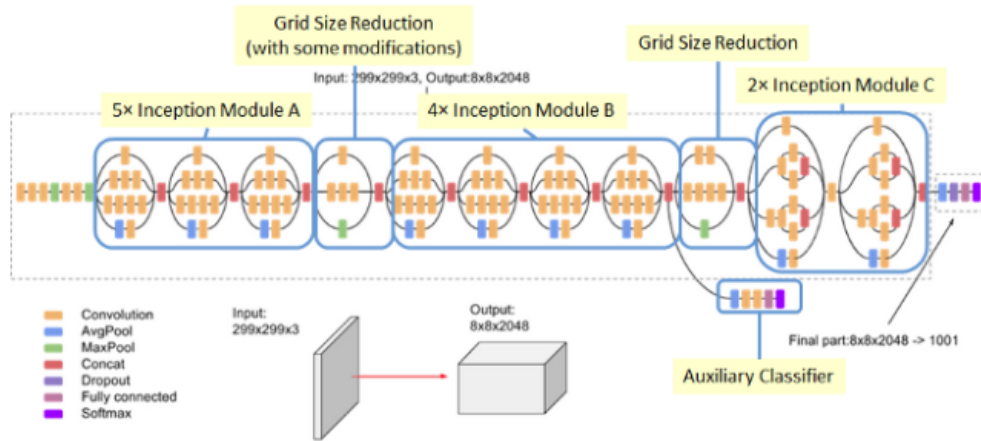 Grid Size Reduction
(with some modifications)
Grid Size Reduction
Input: 299x299x3, Output:8x8x2048
5× Inception Module A
4× Inception Module B
2× Inception Module C
Convolution
AvgPool
MaxPool
Concat
Dropout
Fully connected
Softmax
Input:
299x299x3
Output:
8x8x2048
Final part:8x8x2048 -> 1001
Auxiliary Classifier